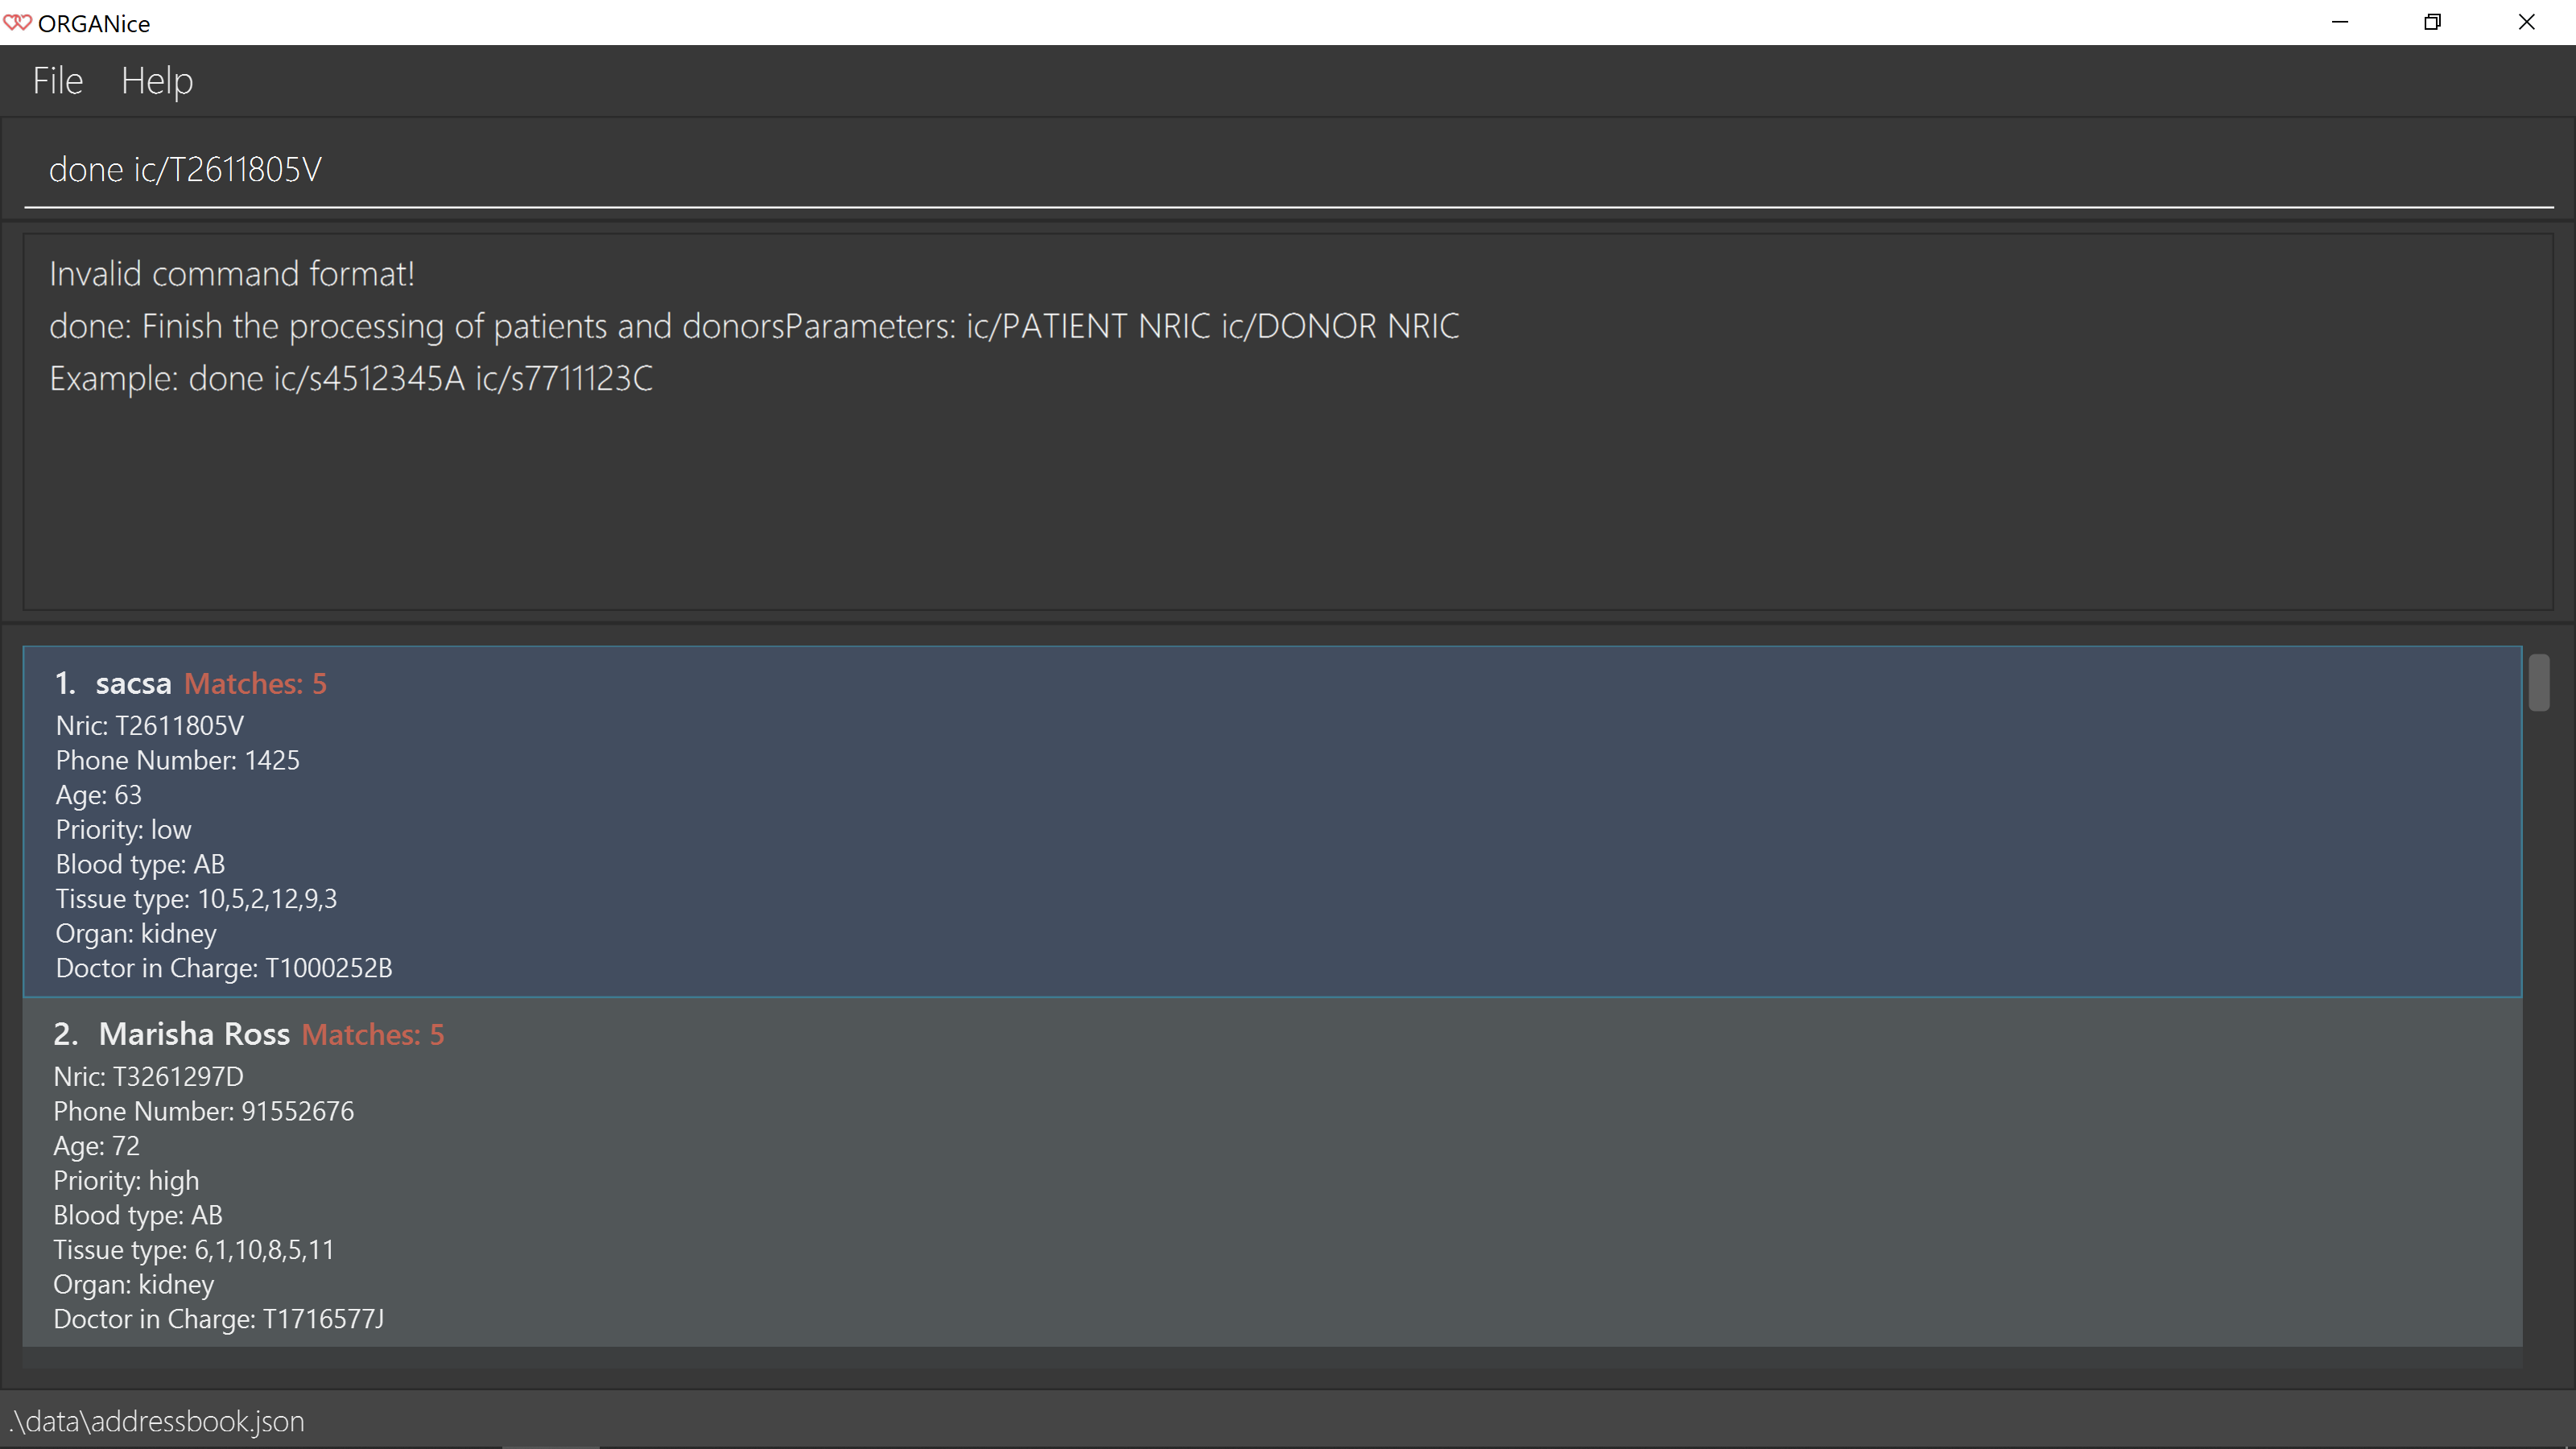 ORGANice
File Help
done ic/T2611805V
Invalid command format!
done: Finish the processing of patients and donorsParameters: ic/PATIENT NRIC ic/DONOR NRIC
Example: done ic/s4512345A ic/s7711123C
1. sacsa Matches: 5
Nric: T2611805V
Phone Number: 1425
Age: 63
Priority: low
Blood type: AB
Tissue type: 10,5,2,12,9,3
Organ: kidney
Doctor in Charge: T1000252B
2. Marisha Ross Matches: 5
Nric: T3261297D
Phone Number: 91552676
Age: 72
Priority: high
Blood type: AB
Tissue type: 6,1,10,8,5,11
Organ: kidney
Doctor in Charge: T1716577J
.\data\addressbook.json